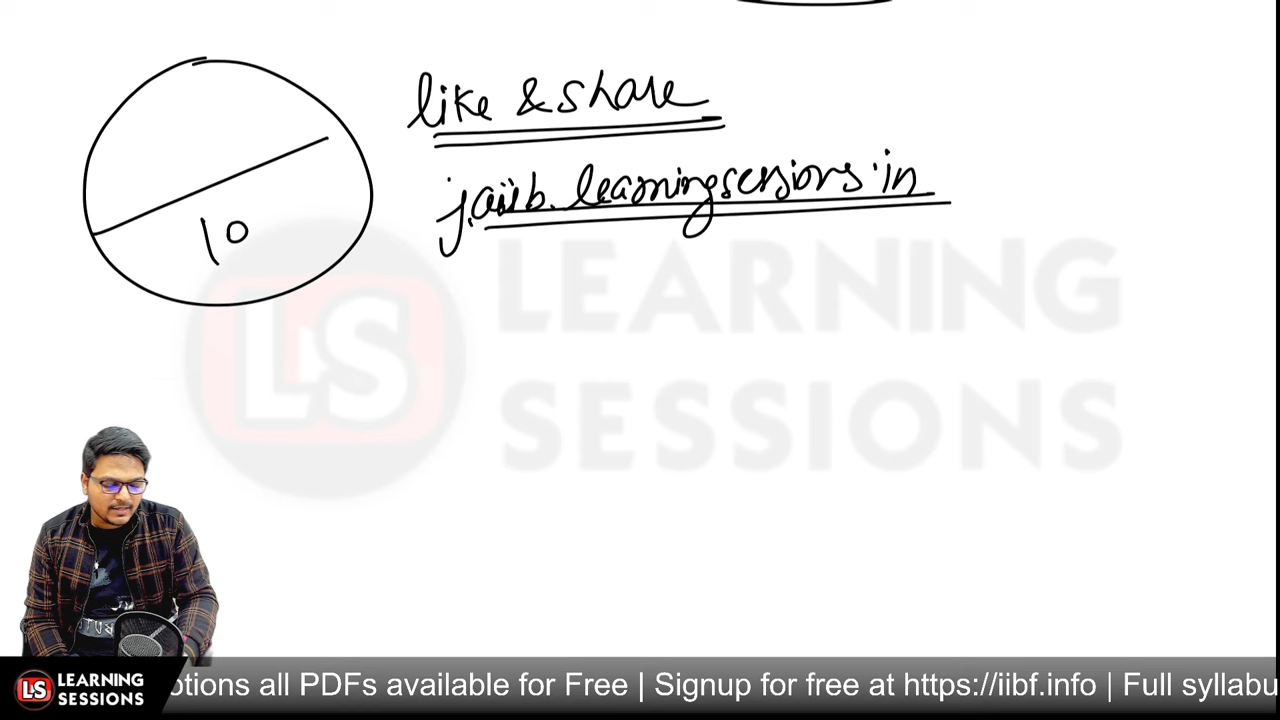 like & share
jaiib.learningsessions.in
10
LS LEARNING
SESSIONS
LS LEARNING
SESSIONS
otions all PDFs available for Free | Signup for free at https://iibf.info | Full syllabu